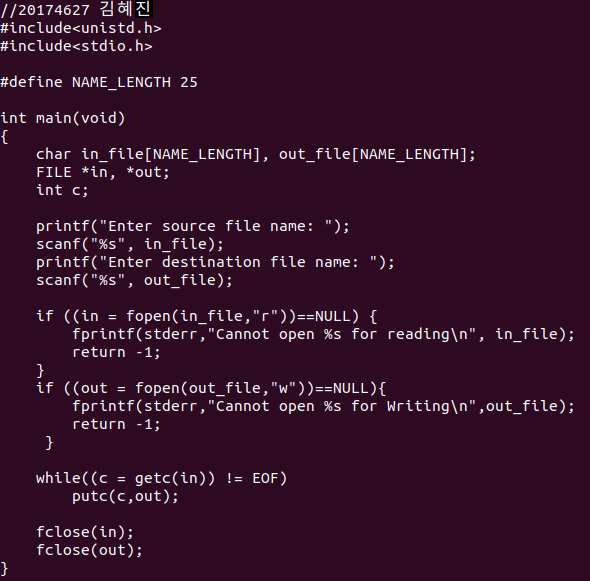 //20174627 김혜진
#include<unistd.h>
#include<stdio.h>

#define NAME_LENGTH 25

int main(void)
{
    char in_file[NAME_LENGTH], out_file[NAME_LENGTH];
    FILE *in, *out;
    int c;

    printf("Enter source file name: ");
    scanf("%s", in_file);
    printf("Enter destination file name: ");
    scanf("%s", out_file);

    if ((in = fopen(in_file,"r"))==NULL) {
        fprintf(stderr,"Cannot open %s for reading\n", in_file);
        return -1;
    }
    if ((out = fopen(out_file,"w"))==NULL){
        fprintf(stderr,"Cannot open %s for Writing\n",out_file);
        return -1;
     }

    while((c = getc(in)) != EOF)
        putc(c,out);

    fclose(in);
    fclose(out);
}